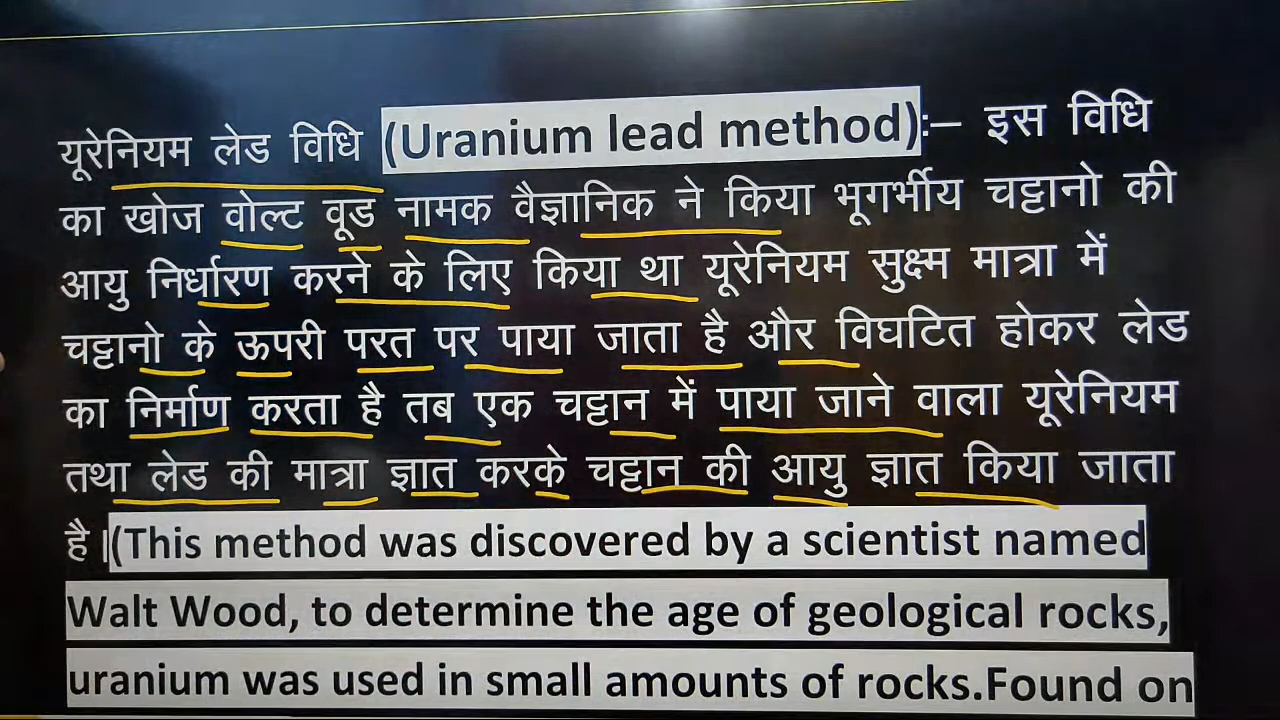 यूरेनियम लेड विधि (Uranium lead method):– इस विधि
का खोज वोल्ट वूड नामक वैज्ञानिक ने किया भूगर्भीय चट्टानो की
आयु निर्धारण करने के लिए किया था यूरेनियम सुक्ष्म मात्रा में
चट्टानो के ऊपरी परत पर पाया जाता है और विघटित होकर लेड
का निर्माण करता है तब एक चट्टान में पाया जाने वाला यूरेनियम
तथा लेड की मात्रा ज्ञात करके चट्टान की आयु ज्ञात किया जाता
है |(This method was discovered by a scientist named
Walt Wood, to determine the age of geological rocks,
uranium was used in small amounts of rocks.Found on